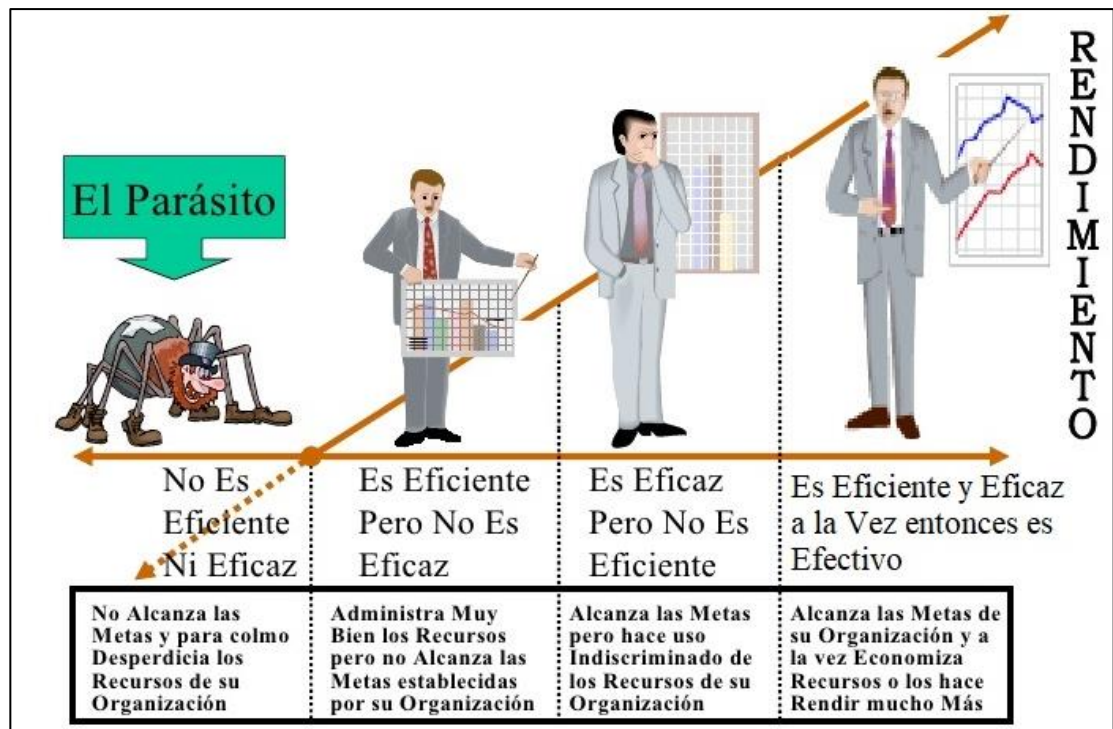 El Parásito
RENDIMIENTO
No Es
Eficiente
Ni Eficaz
Es Eficiente
Pero No Es
Eficaz
Es Eficaz
Pero No Es
Eficiente
Es Eficiente y Eficaz
a la Vez entonces es
Efectivo
No Alcanza las
Metas y para colmo
Desperdicia los
Recursos de su
Organización
Administra Muy
Bien los Recursos
pero no Alcanza las
Metas establecidas
por su Organización
Alcanza las Metas
pero hace uso
Indiscriminado de
los Recursos de su
Organización
Alcanza las Metas de
su Organización y a
la vez Economiza
Recursos o los hace
Rendir mucho Más